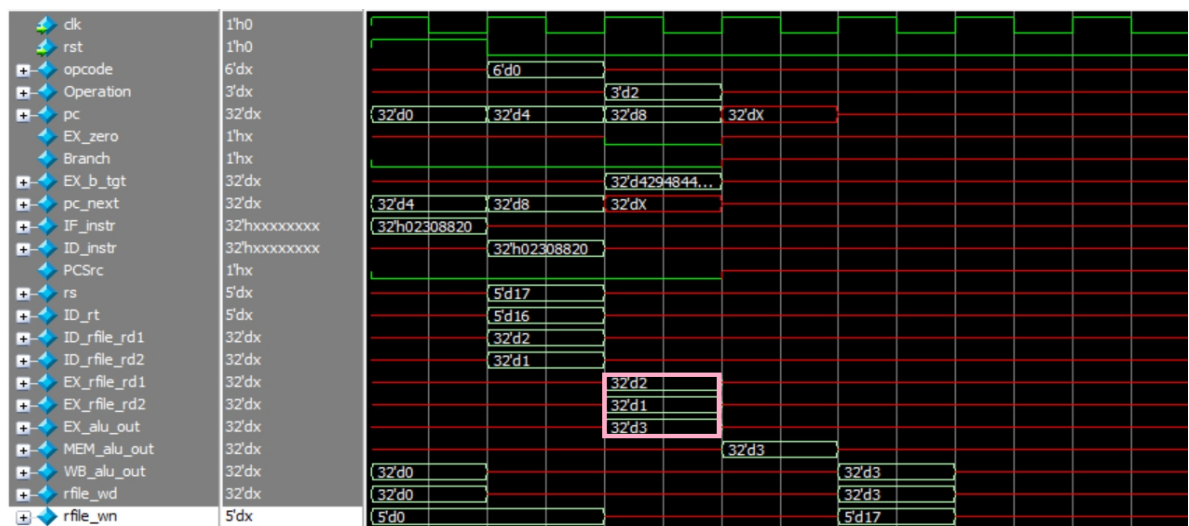 clk 1'h0
rst 1'h0
opcode 6'dx 6'd0
Operation 3'dx 3'd2
pc 32'dx 32'd0 32'd4 32'd8 32'dX
EX_zero 1'hx
Branch 1'hx
EX_b_tgt 32'dx 32'd4294844...
pc_next 32'dx 32'd4 32'd8 32'dX
IF_instr 32'hxxxxxxxx 32'h02308820
ID_instr 32'hxxxxxxxx 32'h02308820
PCSrc 1'hx
rs 5'dx 5'd17
ID_rt 5'dx 5'd16
ID_rfile_rd1 32'dx 32'd2
ID_rfile_rd2 32'dx 32'd1
EX_rfile_rd1 32'dx 32'd2
EX_rfile_rd2 32'dx 32'd1
EX_alu_out 32'dx 32'd3
MEM_alu_out 32'dx 32'd3
WB_alu_out 32'dx 32'd0 32'd3
rfile_wd 32'dx 32'd0 32'd3
rfile_wn 5'dx 5'd0 5'd17